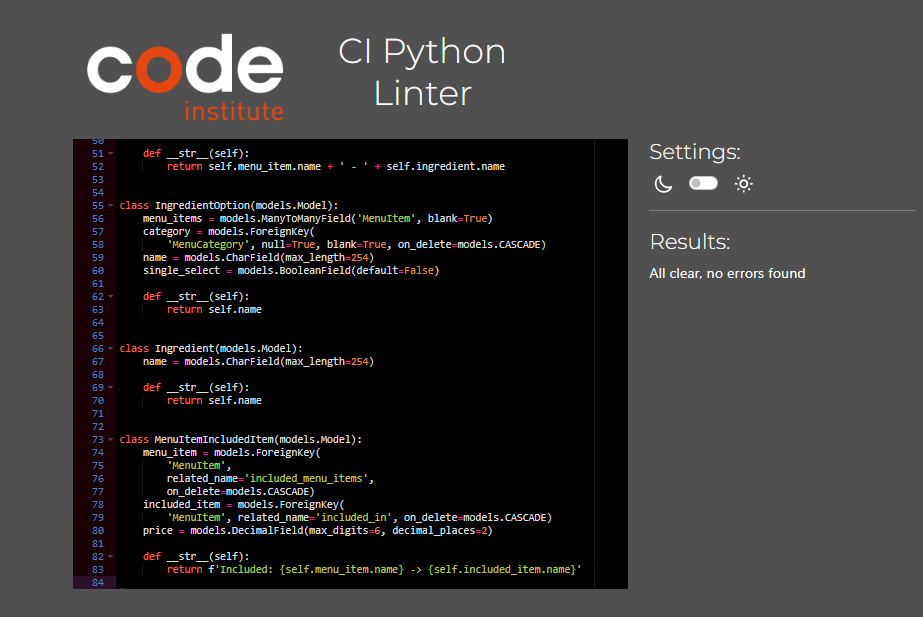 code
institute
CI Python
Linter
50
51 def __str__(self):
52 return self.menu_item.name + ' - ' + self.ingredient.name
53
54
55 class IngredientOption(models.Model):
56 menu_items = models.ManyToManyField('MenuItem', blank=True)
57 category = models.ForeignKey(
58 'MenuCategory', null=True, blank=True, on_delete=models.CASCADE)
59 name = models.CharField(max_length=254)
60 single_select = models.BooleanField(default=False)
61
62 def __str__(self):
63 return self.name
64
65
66 class Ingredient(models.Model):
67 name = models.CharField(max_length=254)
68
69 def __str__(self):
70 return self.name
71
72
73 class MenuItemIncludedItem(models.Model):
74 menu_item = models.ForeignKey(
75 'MenuItem',
76 related_name='included_menu_items',
77 on_delete=models.CASCADE)
78 included_item = models.ForeignKey(
79 'MenuItem', related_name='included_in', on_delete=models.CASCADE)
80 price = models.DecimalField(max_digits=6, decimal_places=2)
81
82 def __str__(self):
83 return f'Included: {self.menu_item.name} -> {self.included_item.name}'
84
Settings:
Results:
All clear, no errors found